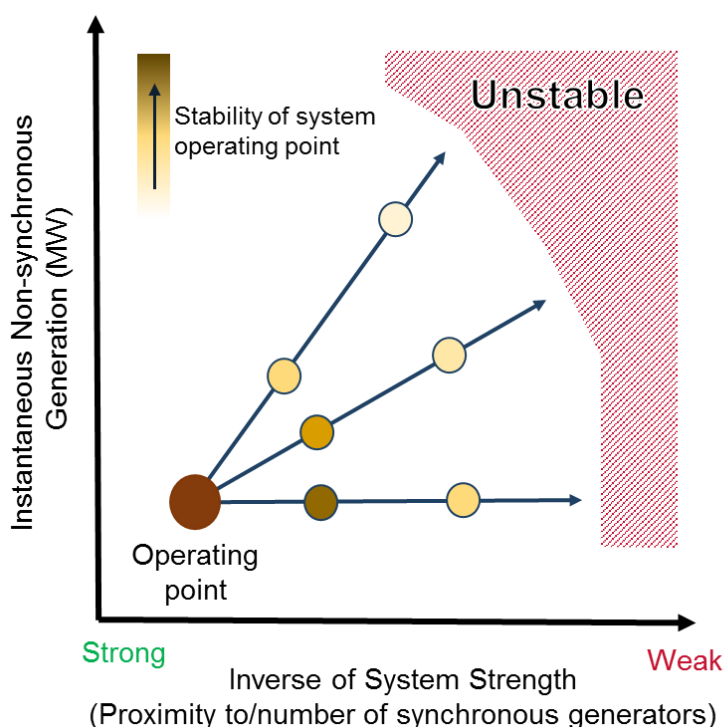 Unstable
Stability of system
operating point
Instantaneous Non-synchronous
Generation (MW)
Operating
point
Strong
Weak
Inverse of System Strength
(Proximity to/number of synchronous generators)